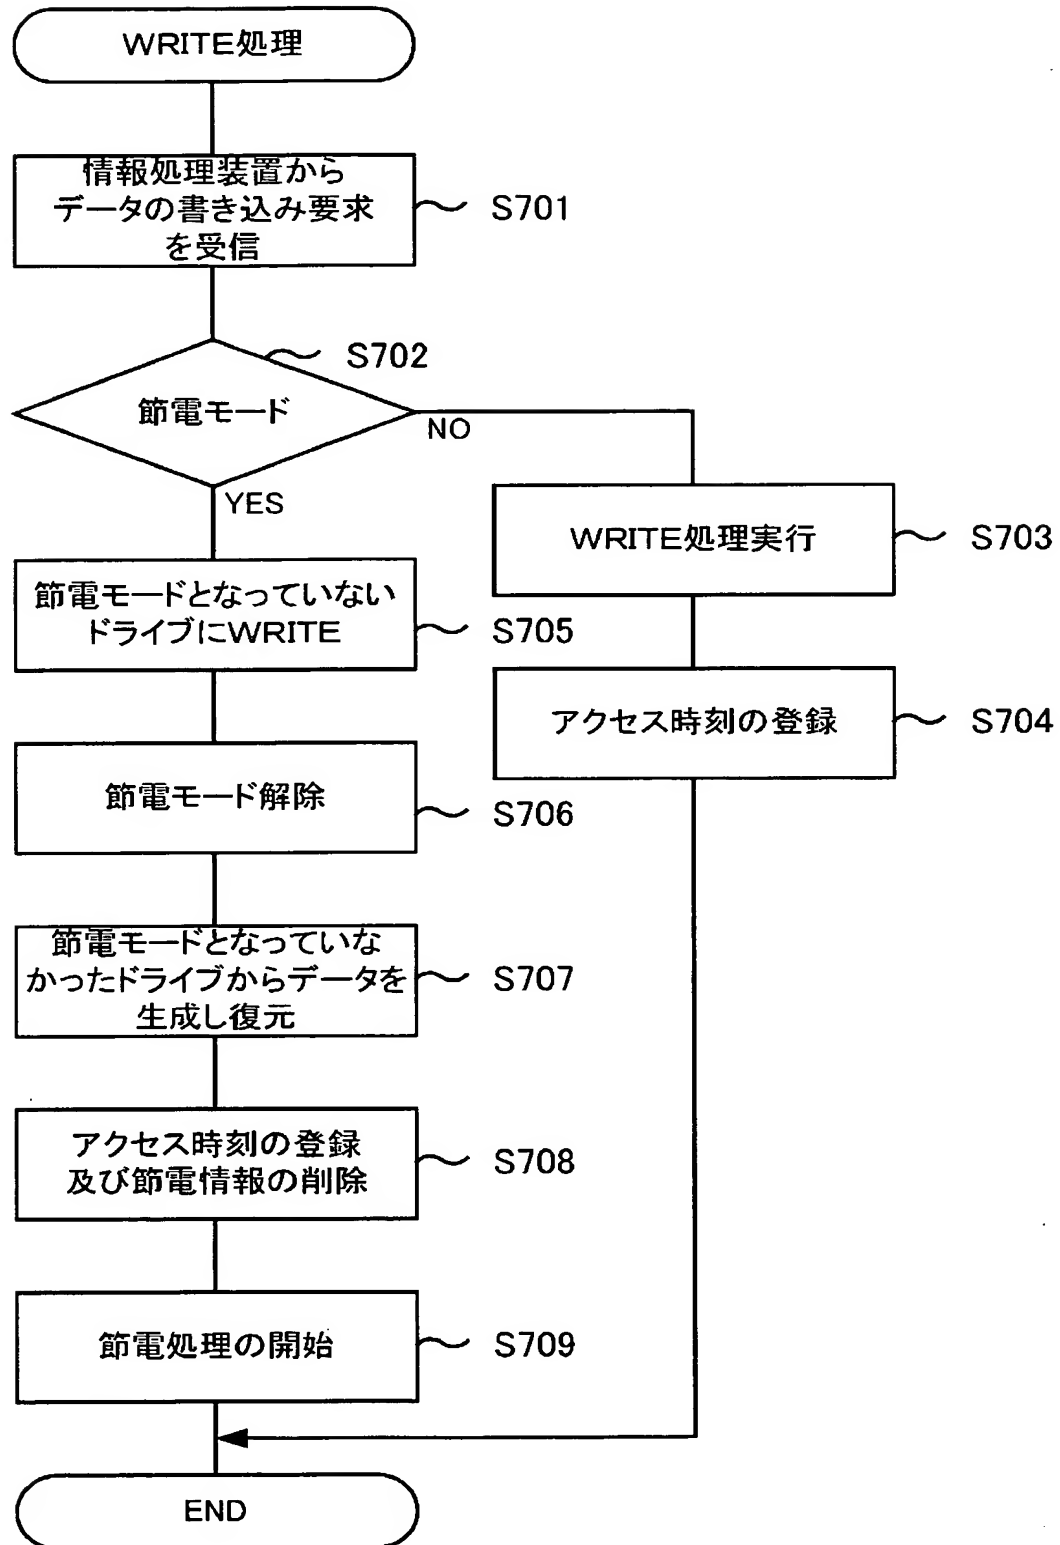 WRITE処理
情報処理装置から
データの書き込み要求
を受信
S701
S702
節電モード
NO
YES
WRITE処理実行
S703
節電モードとなっていない
ドライブにWRITE
S705
アクセス時刻の登録
S704
節電モード解除
S706
節電モードとなっていな
かったドライブからデータを
生成し復元
S707
アクセス時刻の登録
及び節電情報の削除
S708
節電処理の開始
S709
END